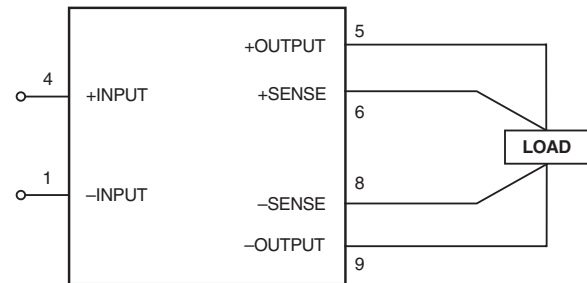 5
+OUTPUT
4
+INPUT
+SENSE
6
LOAD
1
–INPUT
8
–SENSE
–OUTPUT
9